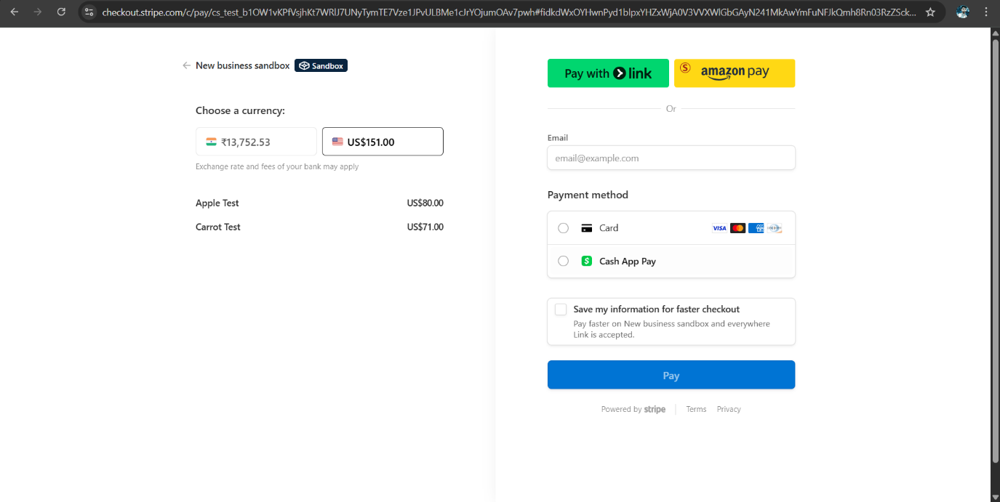 checkout.stripe.com/c/pay/cs_test_b1OW1vKPfVsjhKt7WRlJ7UNyTymTE7Vze1JPvULBMe1cJrYOjumOAv7pwh#fidkdWxOYHwnPyd1blpxYHZxWjA0V3VVXWlGbGAyN241MkAwYmFuNFJkQmh8Rn03RzZSck...
New business sandbox Sandbox
Choose a currency:
₹13,752.53 US$151.00
Exchange rate and fees of your bank may apply
Apple Test US$80.00
Carrot Test US$71.00
Pay with link
S amazon pay
Or
Email
email@example.com
Payment method
Card VISA
$ Cash App Pay
Save my information for faster checkout
Pay faster on New business sandbox and everywhere
Link is accepted.
Pay
Powered by stripe Terms Privacy